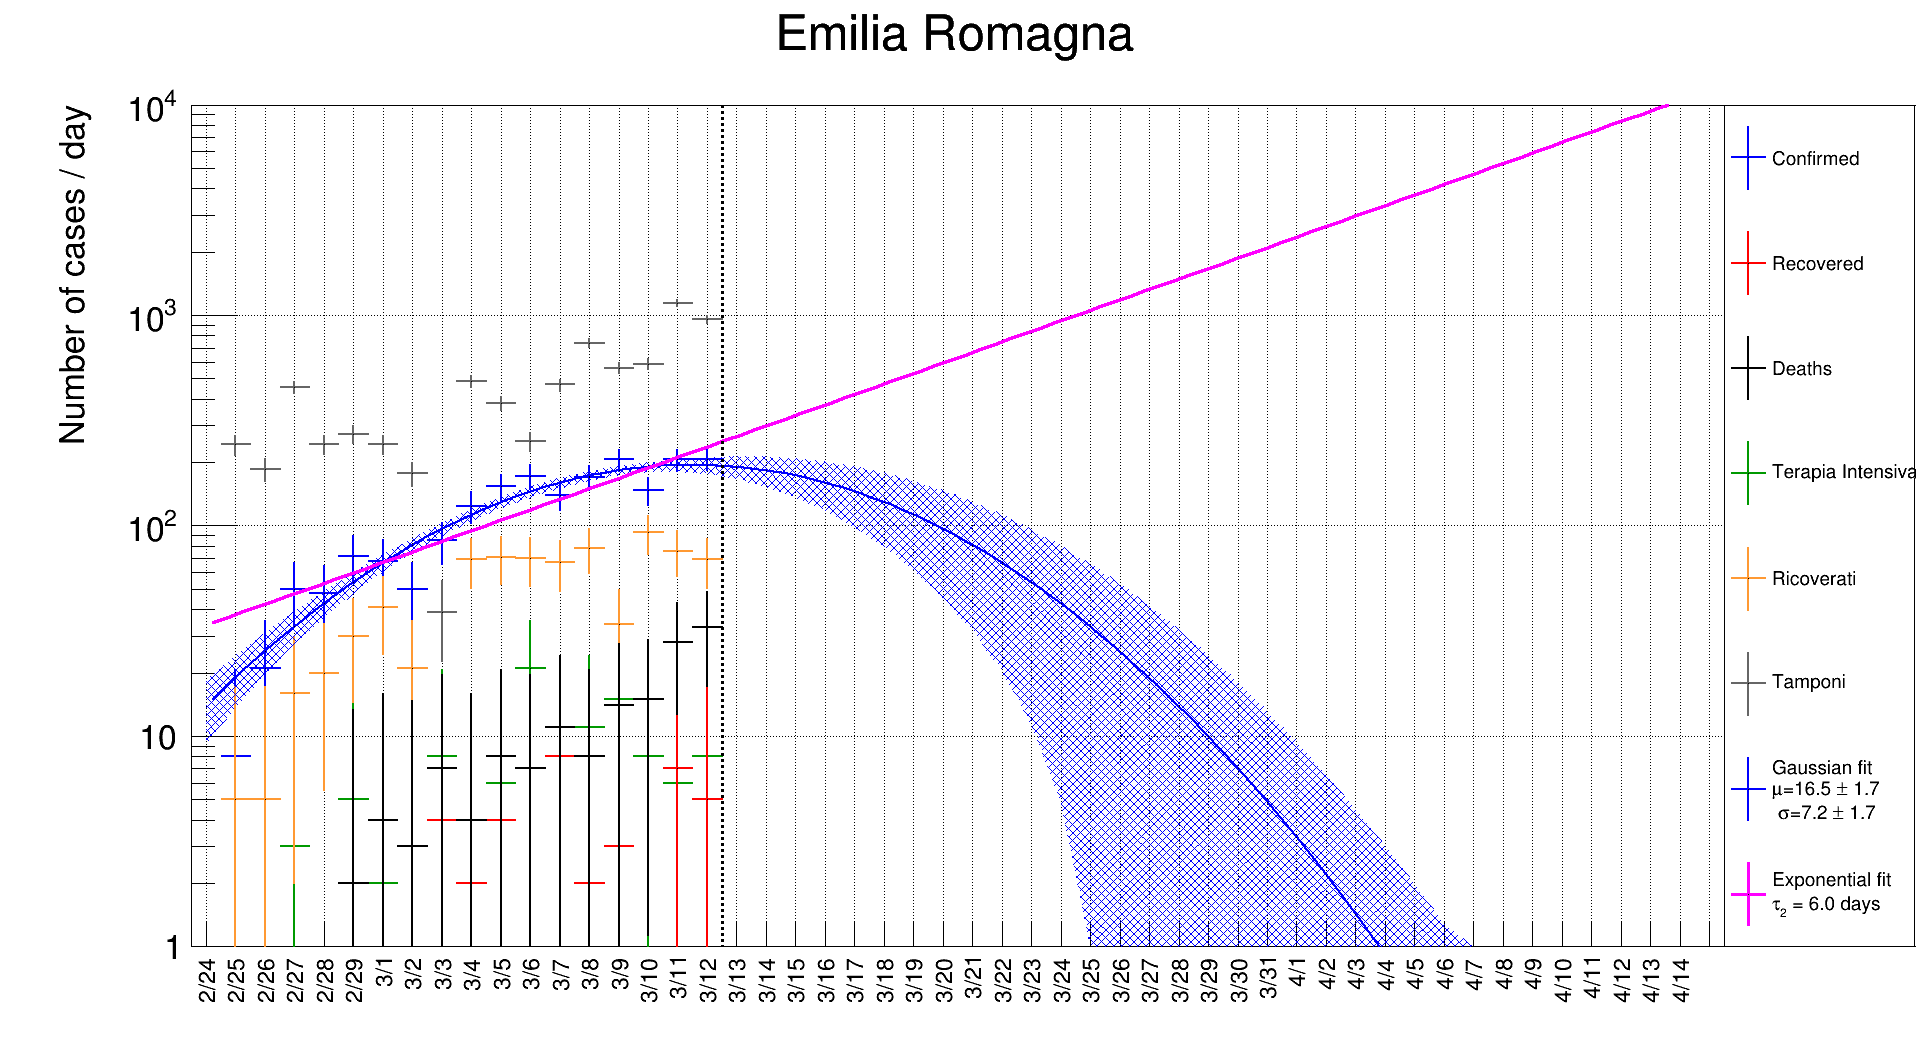 Emilia Romagna
Number of cases / day
10^4
10^3
10^2
10
1
2/24 2/25 2/26 2/27 2/28 2/29 3/1 3/2 3/3 3/4 3/5 3/6 3/7 3/8 3/9 3/10 3/11 3/12 3/13 3/14 3/15 3/16 3/17 3/18 3/19 3/20 3/21 3/22 3/23 3/24 3/25 3/26 3/27 3/28 3/29 3/30 3/31 4/1 4/2 4/3 4/4 4/5 4/6 4/7 4/8 4/9 4/10 4/11 4/12 4/13 4/14
Confirmed
Recovered
Deaths
Terapia Intensiva
Ricoverati
Tamponi
Gaussian fit
μ=16.5 ± 1.7
σ=7.2 ± 1.7
Exponential fit
τ₂ = 6.0 days